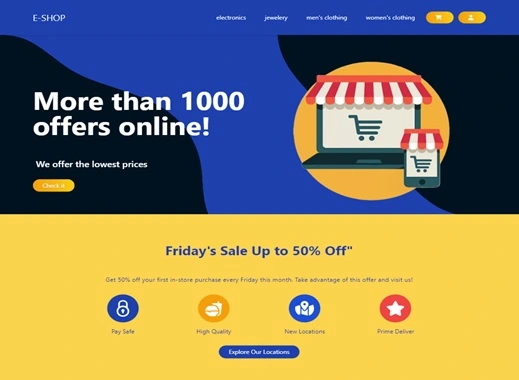 E-SHOP
electronics jewelery men's clothing women's clothing
More than 1000
offers online!
We offer the lowest prices
Check it
Friday's Sale Up to 50% Off"
Get 50% off your first in-store purchase every Friday this month. Take advantage of this offer and visit us!
Pay Safe High Quality New Locations Prime Deliver
Explore Our Locations